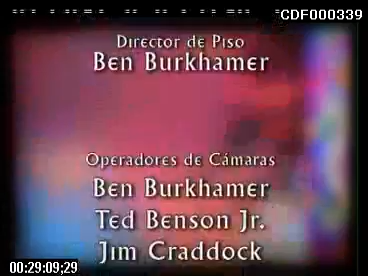 CDF000339
Director de Piso
Ben Burkhamer
Operadores de Cámaras
Ben Burkhamer
Ted Benson Jr.
Jim Craddock
00:29:09;29